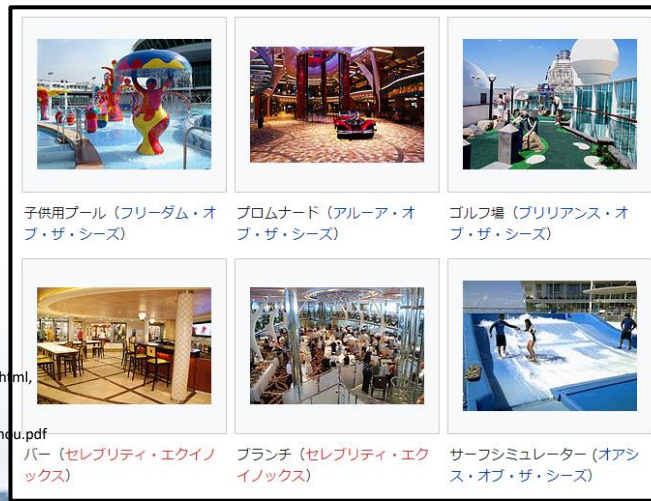 子供用プール（フリーダム・オ
ブ・ザ・シーズ）
プロムナード（アルーア・オ
ブ・ザ・シーズ）
ゴルフ場（ブリリアンス・オ
ブ・ザ・シーズ）
html,
hou.pdf
バー（セレブリティ・エクイノ
ックス）
ブランチ（セレブリティ・エク
イノックス）
サーフシミュレーター (オアシ
ス・オブ・ザ・シーズ）